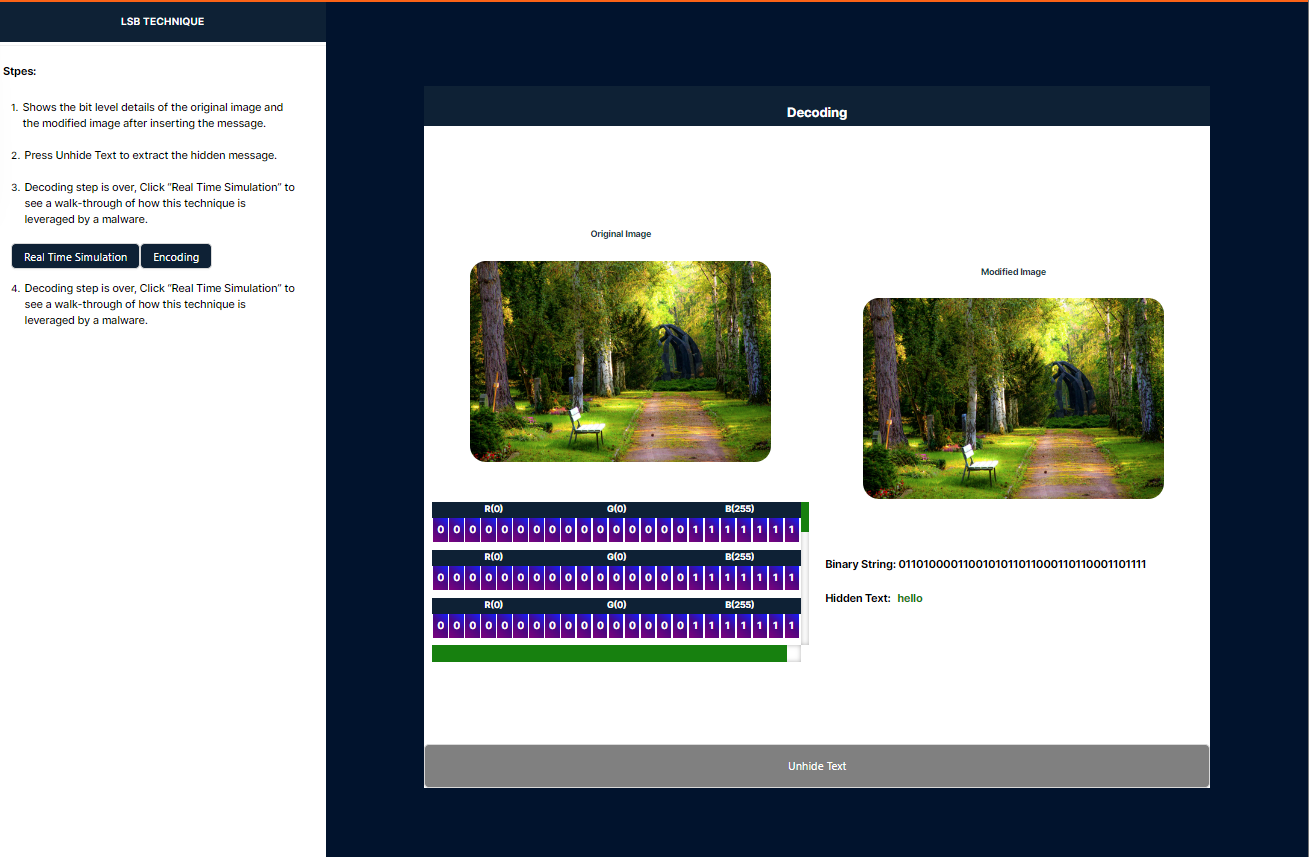 LSB TECHNIQUE
Stpes:
1. Shows the bit level details of the original image and
the modified image after inserting the message.
2. Press Unhide Text to extract the hidden message.
3. Decoding step is over, Click “Real Time Simulation” to
see a walk-through of how this technique is
leveraged by a malware.
Real Time Simulation Encoding
4. Decoding step is over, Click “Real Time Simulation” to
see a walk-through of how this technique is
leveraged by a malware.
Decoding
Original Image
Modified Image
R(0) G(0) B(255)
0 0 0 0 0 0 0 0 0 0 0 0 0 0 0 0 1 1 1 1 1 1 1
R(0) G(0) B(255)
0 0 0 0 0 0 0 0 0 0 0 0 0 0 0 0 1 1 1 1 1 1 1
R(0) G(0) B(255)
0 0 0 0 0 0 0 0 0 0 0 0 0 0 0 0 1 1 1 1 1 1 1
Binary String: 0110100001100101011011000110110001101111
Hidden Text: hello
Unhide Text